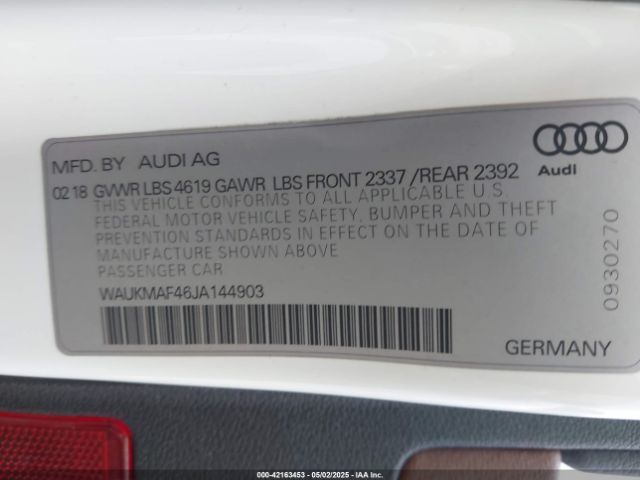 MFD. BY AUDI AG
Audi
02 18 GVWR LBS 4619 GAWR LBS FRONT 2337 /REAR 2392
THIS VEHICLE CONFORMS TO ALL APPLICABLE U S.
FEDERAL MOTOR VEHICLE SAFETY, BUMPER AND THEFT
PREVENTION STANDARDS IN EFFECT ON THE DATE OF
MANUFACTURE SHOWN ABOVE
PASSENGER CAR
WAUKMAF46JA144903
0930270
GERMANY
00-42163453 - 05/02/2025 - IAAI, Inc.